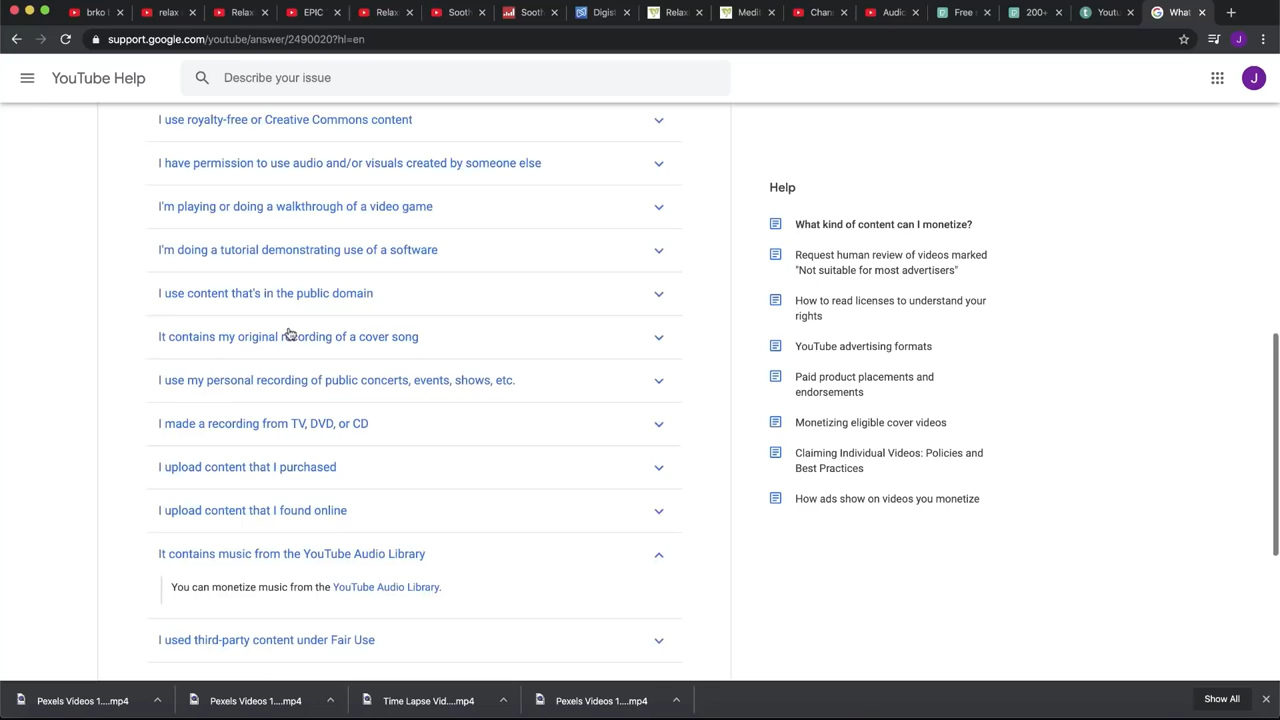 brko l
relax
Relax
EPIC
Relax
Sooth
Sooth
Digist
Relax
Medit
Chan
Audic
Free s
200+
Youtu
What
support.google.com/youtube/answer/2490020?hl=en
J
YouTube Help
Describe your issue
J
I use royalty-free or Creative Commons content
I have permission to use audio and/or visuals created by someone else
I'm playing or doing a walkthrough of a video game
I'm doing a tutorial demonstrating use of a software
I use content that's in the public domain
It contains my original recording of a cover song
I use my personal recording of public concerts, events, shows, etc.
I made a recording from TV, DVD, or CD
I upload content that I purchased
I upload content that I found online
It contains music from the YouTube Audio Library
You can monetize music from the YouTube Audio Library.
I used third-party content under Fair Use
Help
What kind of content can I monetize?
Request human review of videos marked
"Not suitable for most advertisers"
How to read licenses to understand your
rights
YouTube advertising formats
Paid product placements and
endorsements
Monetizing eligible cover videos
Claiming Individual Videos: Policies and
Best Practices
How ads show on videos you monetize
Pexels Videos 1....mp4
Pexels Videos 1....mp4
Time Lapse Vid....mp4
Pexels Videos 1....mp4
Show All